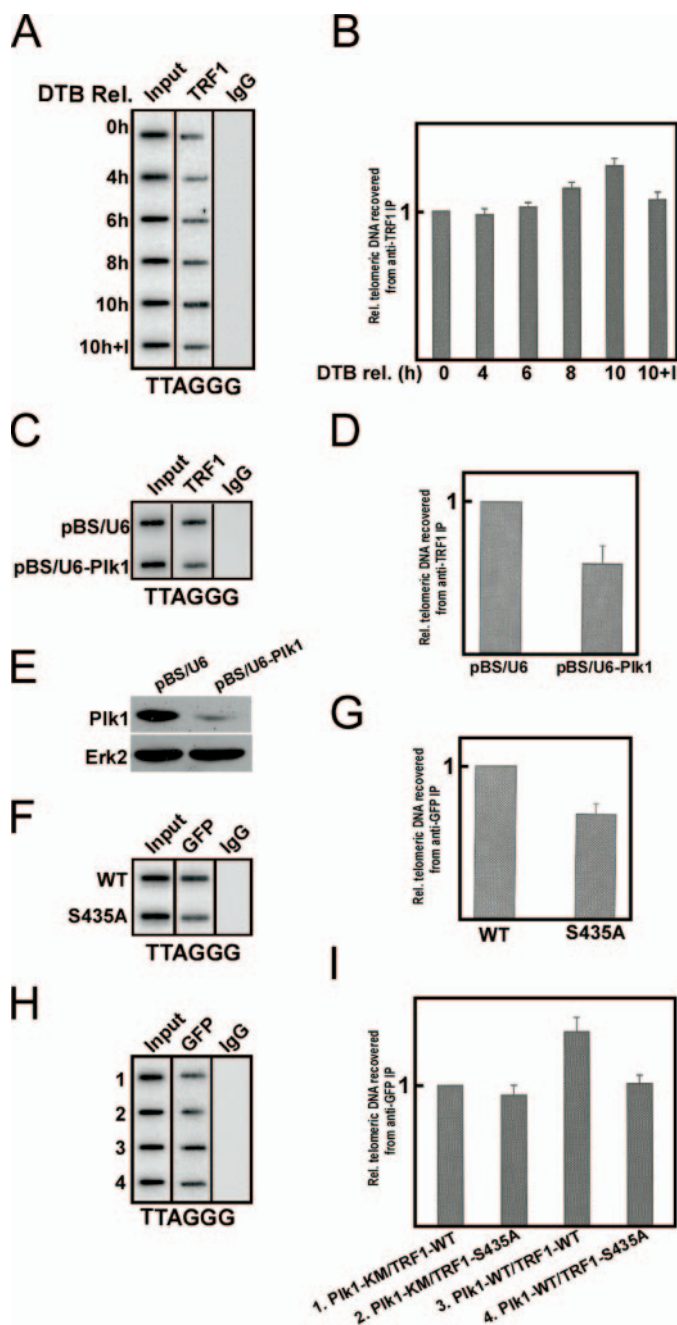 A
DTB Rel.
Input
TRF1
IgG
0h
4h
6h
8h
10h
10h+I
TTAGGG
B
Rel. telomeric DNA recovered
from anti-TRF1 IP
1
DTB rel. (h) 0 4 6 8 10 10+I
C
Input
TRF1
IgG
pBS/U6
pBS/U6-Plk1
TTAGGG
D
Rel. telomeric DNA recovered
from anti-TRF1 IP
1
pBS/U6 pBS/U6-Plk1
E
pBS/U6
pBS/U6-Plk1
Plk1
Erk2
F
Input
GFP
IgG
WT
S435A
TTAGGG
G
Rel. telomeric DNA recovered
from anti-GFP IP
1
WT S435A
H
Input
GFP
IgG
1
2
3
4
TTAGGG
I
Rel. telomeric DNA recovered
from anti-GFP IP
1
1. Plk1-KM/TRF1-WT
2. Plk1-KM/TRF1-S435A
3. Plk1-WT/TRF1-WT
4. Plk1-WT/TRF1-S435A